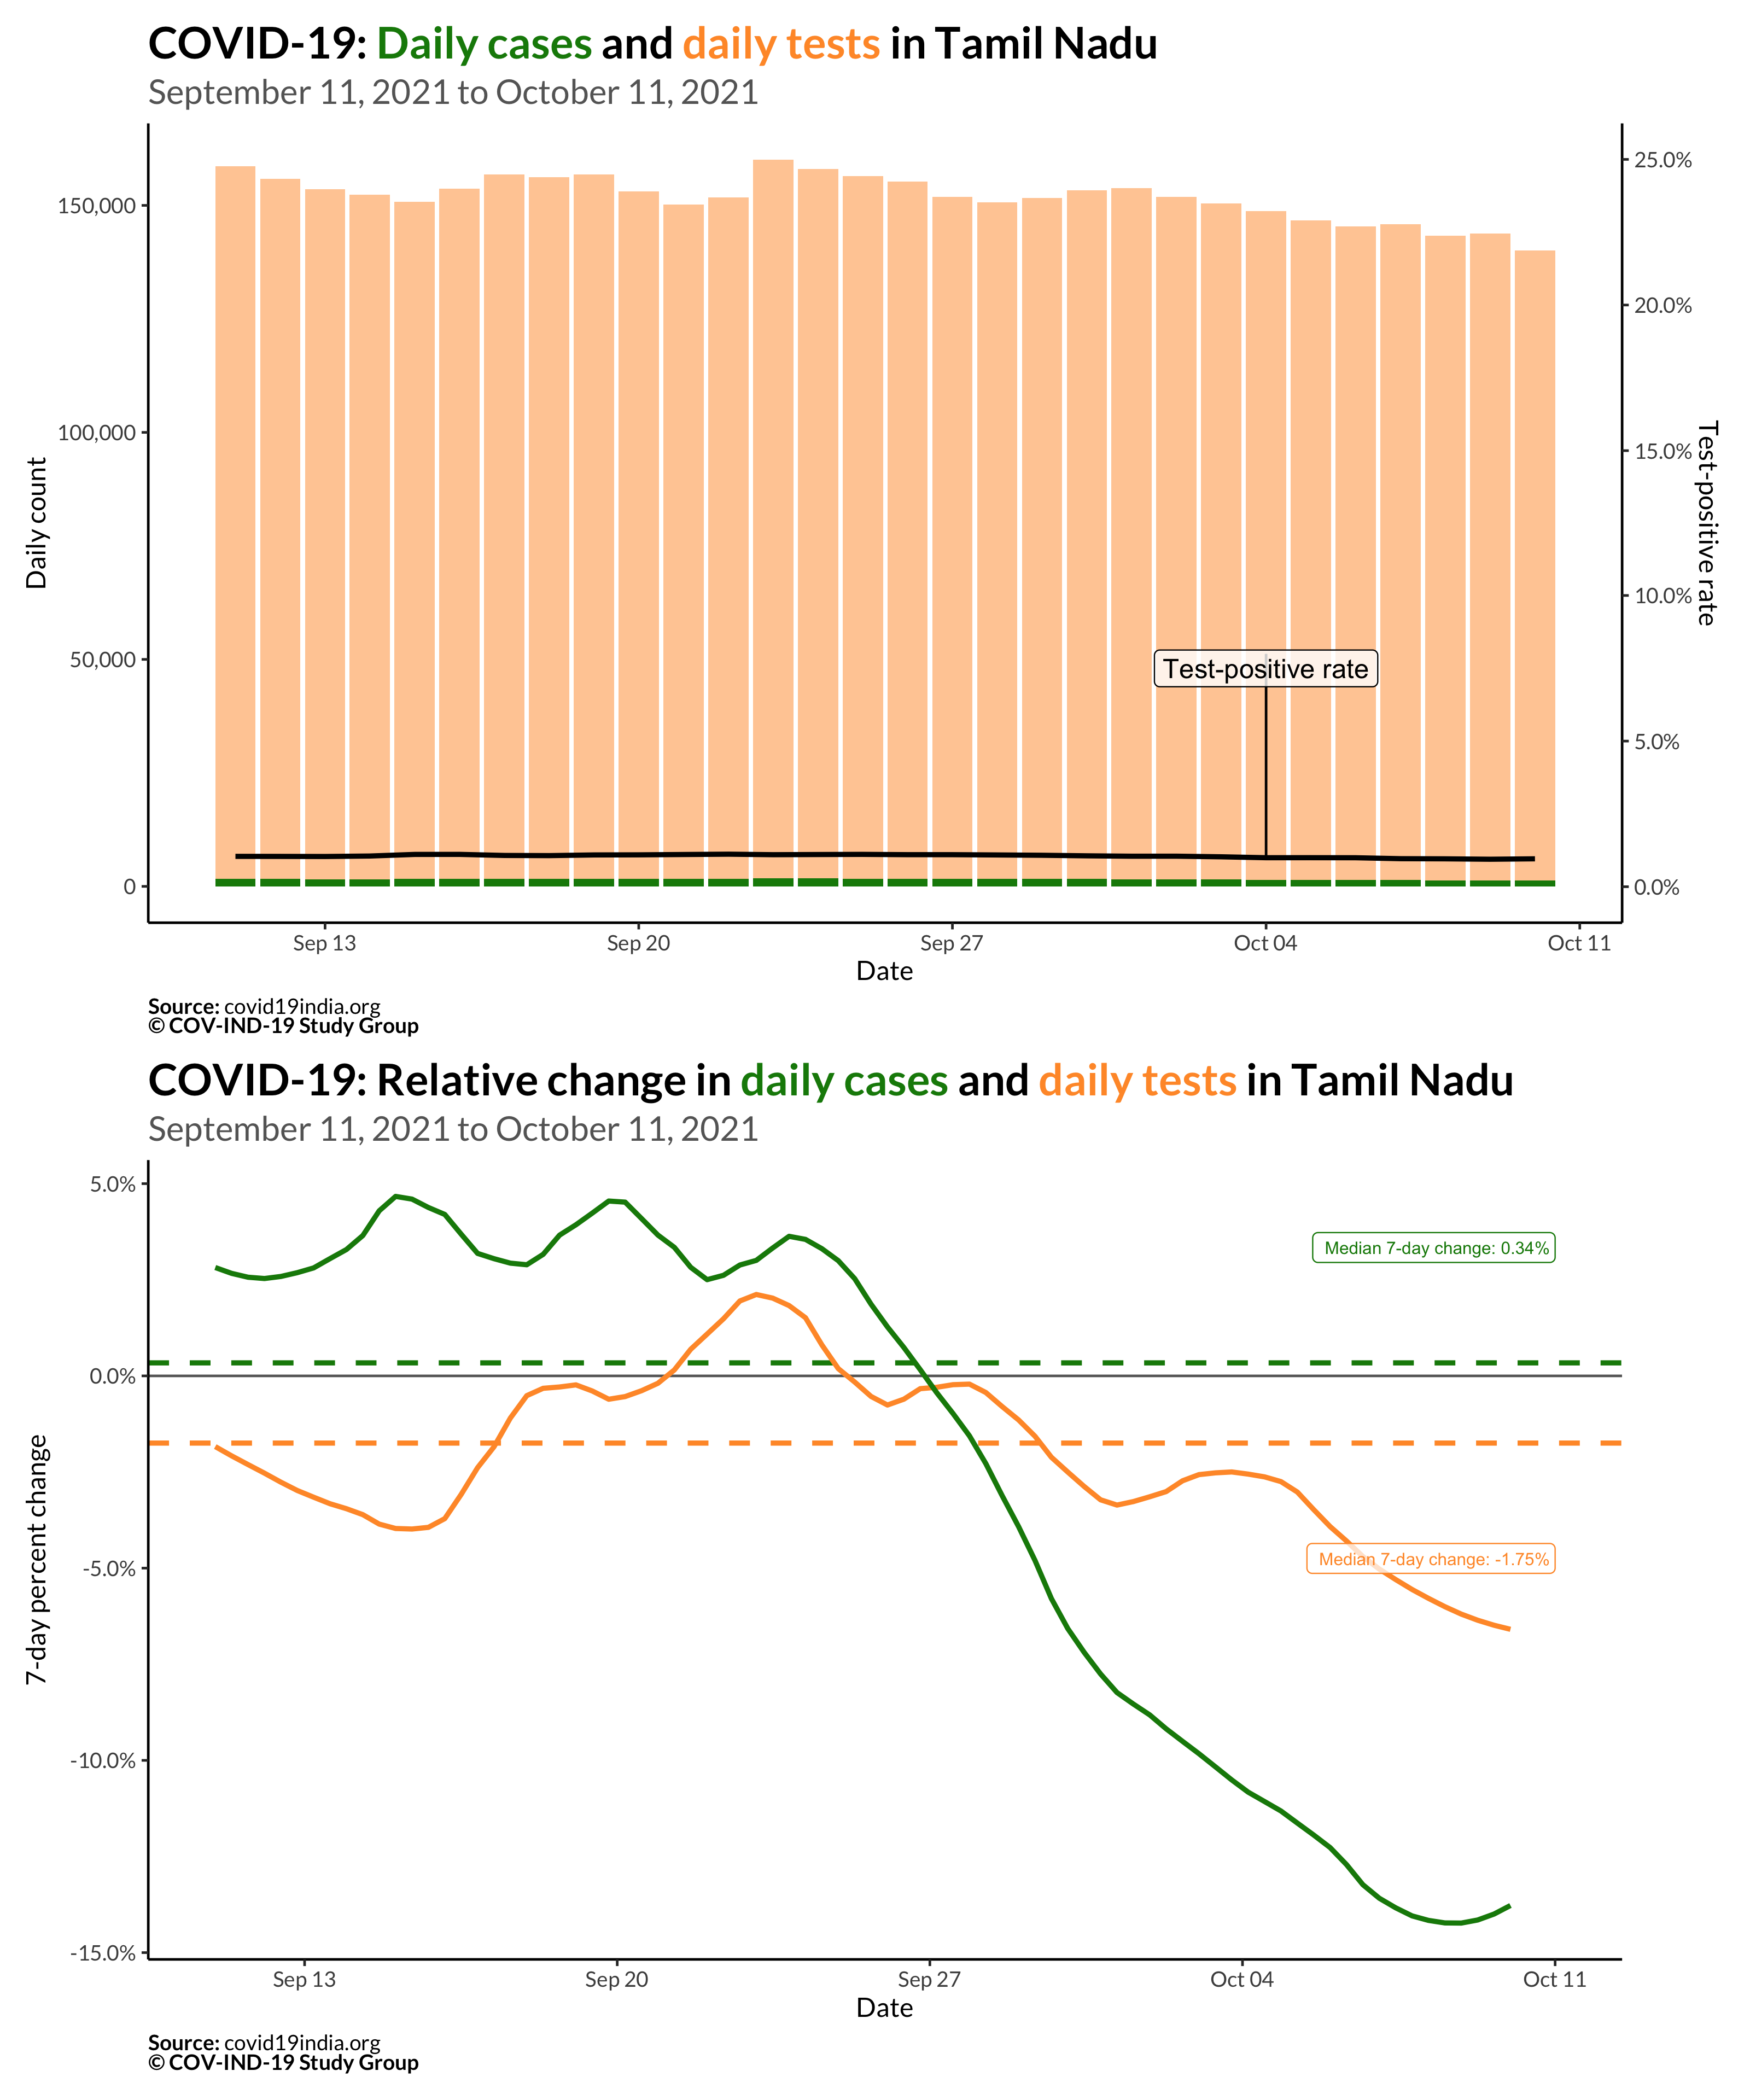 COVID-19: Daily cases and daily tests in Tamil Nadu
September 11, 2021 to October 11, 2021
Daily count
150,000
100,000
50,000
0
25.0%
20.0%
15.0%
10.0%
5.0%
0.0%
Test-positive rate
Test-positive rate
Sep 13
Sep 20
Sep 27
Oct 04
Oct 11
Date
Source: covid19india.org
© COV-IND-19 Study Group
COVID-19: Relative change in daily cases and daily tests in Tamil Nadu
September 11, 2021 to October 11, 2021
7-day percent change
5.0%
0.0%
-5.0%
-10.0%
-15.0%
Median 7-day change: 0.34%
Median 7-day change: -1.75%
Sep 13
Sep 20
Sep 27
Oct 04
Oct 11
Date
Source: covid19india.org
© COV-IND-19 Study Group